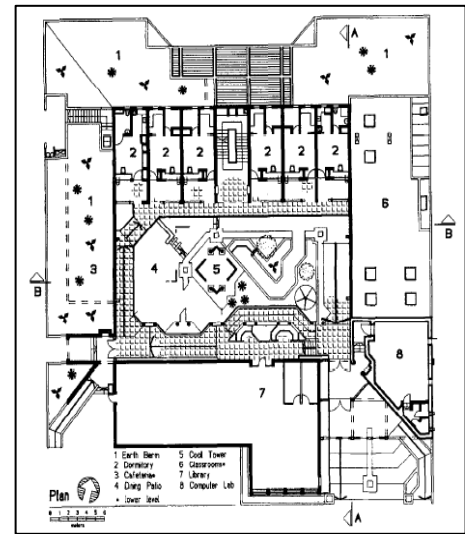 A
1
1
2
2
2
2
2
2
1
6
B
B
3
4
5
8
7
1 Earth Berm
2 Dormitory
3 Cafeteria*
4 Dining Patio
* lower level
5 Cool Tower
6 Classrooms*
7 Library
8 Computer Lab
Plan
0 1 2 3 4 5 6
meters
A